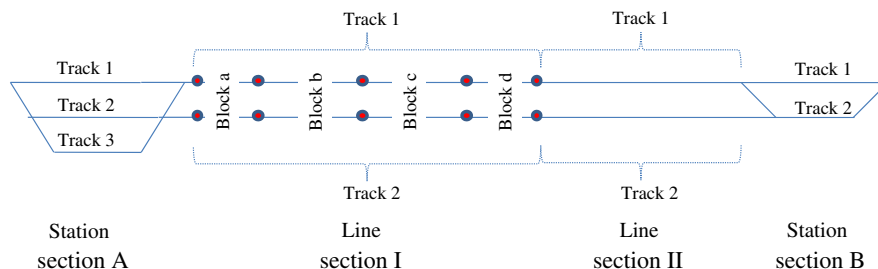 Track 1
Track 1
Track 1
Track 2
Track 3
Block a
Block b
Block c
Block d
Track 1
Track 2
Track 2
Track 2
Station
section A
Line
section I
Line
section II
Station
section B